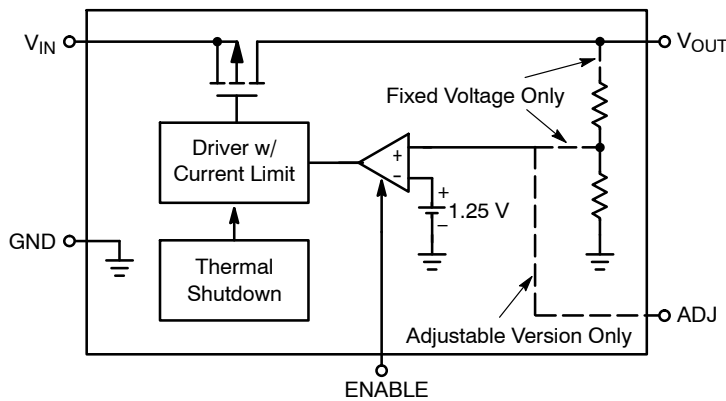 VIN
VOUT
Fixed Voltage Only
Driver w/
Current Limit
+
-
+
1.25 V
−
GND
Thermal
Shutdown
ADJ
Adjustable Version Only
ENABLE